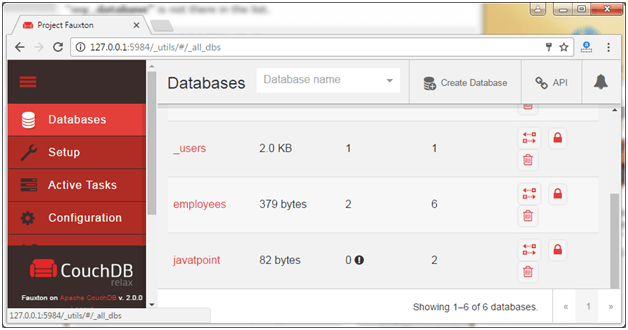 "my_database" is not there in the list.
Project Fauxton
127.0.0.1:5984/_utils/#/_all_dbs
Databases
Database name
Create Database
API
Databases
Setup
Active Tasks
Configuration
_users 2.0 KB 1 1
employees 379 bytes 2 6
javatpoint 82 bytes 0 2
CouchDB
relax
Fauxton on Apache CouchDB v. 2.0.0
Showing 1–6 of 6 databases.
« 1 »
127.0.0.1:5984/_utils/#/_all_dbs